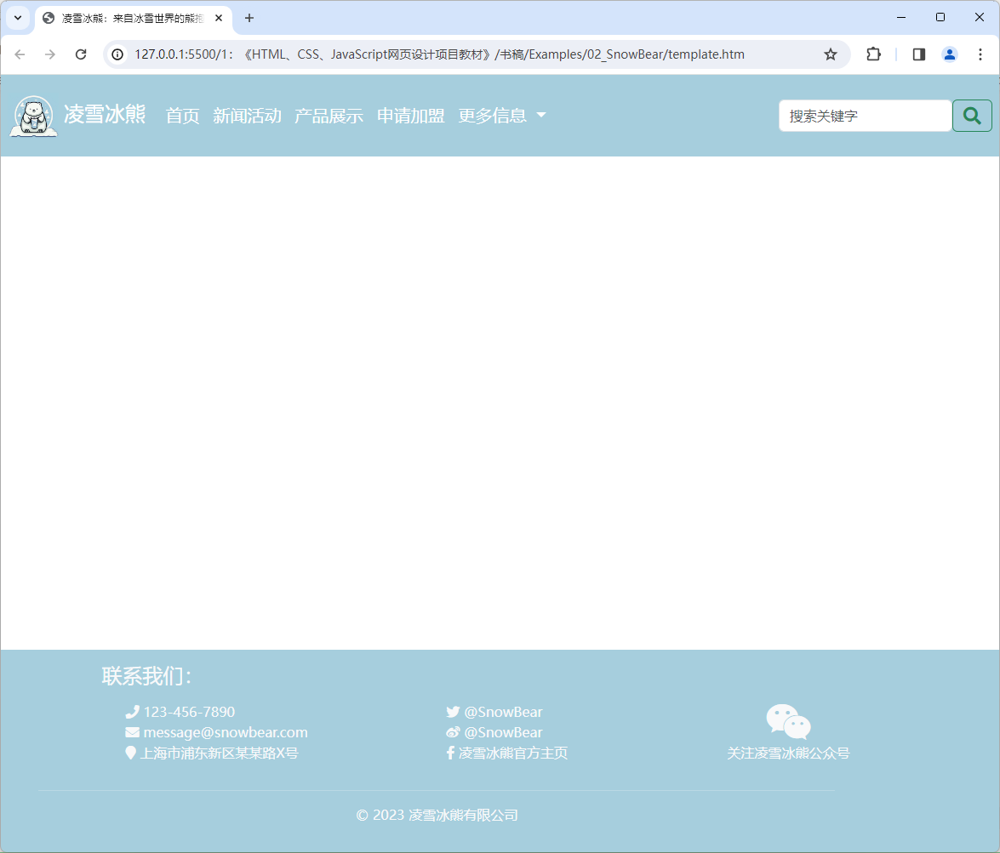 凌雪冰熊：来自冰雪世界的熊抱
127.0.0.1:5500/1：《HTML、CSS、JavaScript网页设计项目教材》/书稿/Examples/02_SnowBear/template.htm
凌雪冰熊 首页 新闻活动 产品展示 申请加盟 更多信息 搜索关键字
联系我们：
123-456-7890 @SnowBear
message@snowbear.com @SnowBear
上海市浦东新区某某路X号 凌雪冰熊官方主页 关注凌雪冰熊公众号
© 2023 凌雪冰熊有限公司